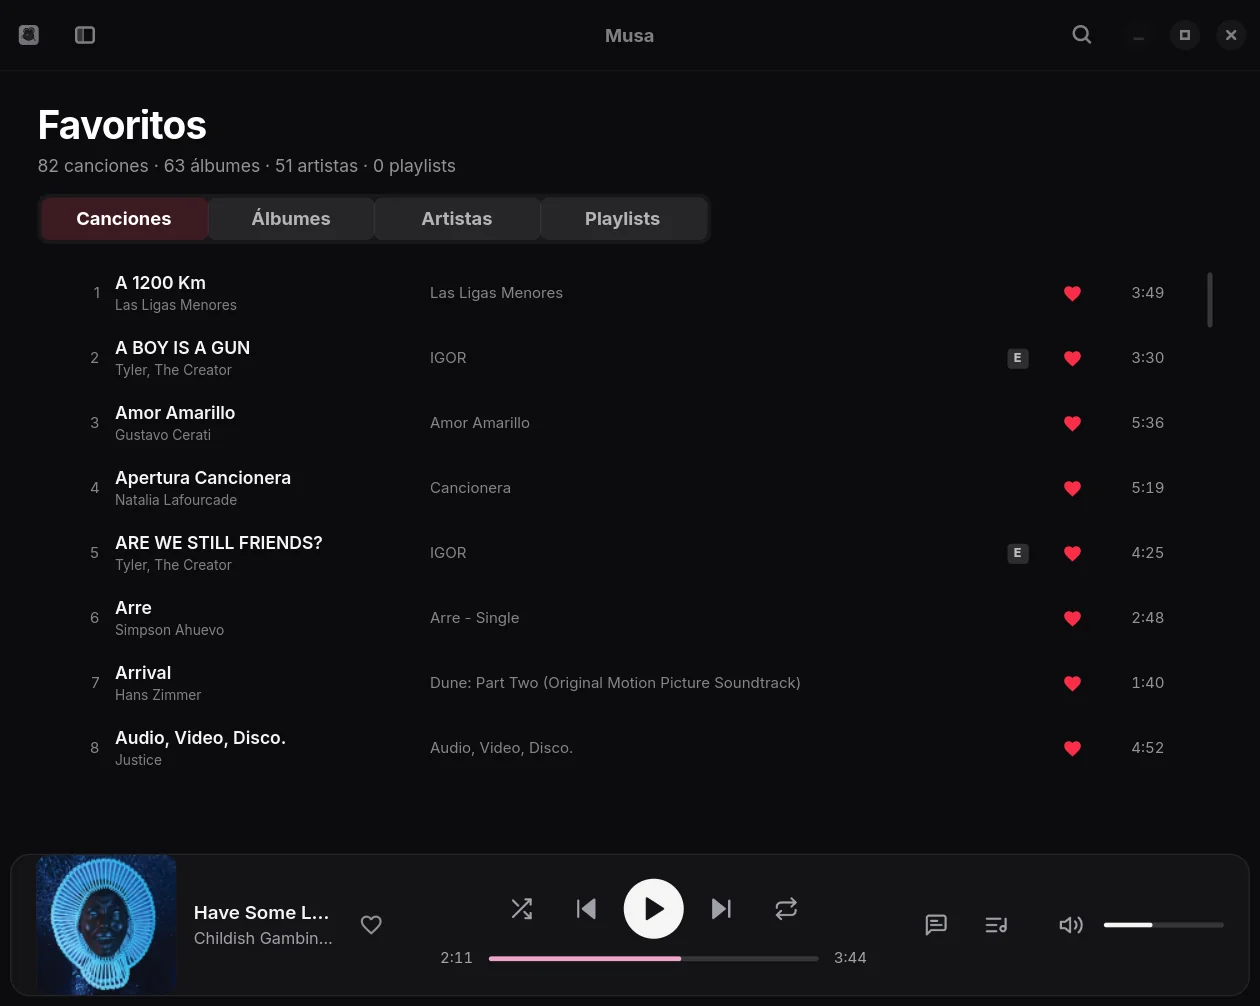 Musa
Favoritos
82 canciones · 63 álbumes · 51 artistas · 0 playlists
Canciones Álbumes Artistas Playlists
1 A 1200 Km Las Ligas Menores 3:49
Las Ligas Menores
2 A BOY IS A GUN IGOR E 3:30
Tyler, The Creator
3 Amor Amarillo Amor Amarillo 5:36
Gustavo Cerati
4 Apertura Cancionera Cancionera 5:19
Natalia Lafourcade
5 ARE WE STILL FRIENDS? IGOR E 4:25
Tyler, The Creator
6 Arre Arre - Single 2:48
Simpson Ahuevo
7 Arrival Dune: Part Two (Original Motion Picture Soundtrack) 1:40
Hans Zimmer
8 Audio, Video, Disco. Audio, Video, Disco. 4:52
Justice
Have Some L...
Childish Gambin...
2:11 3:44